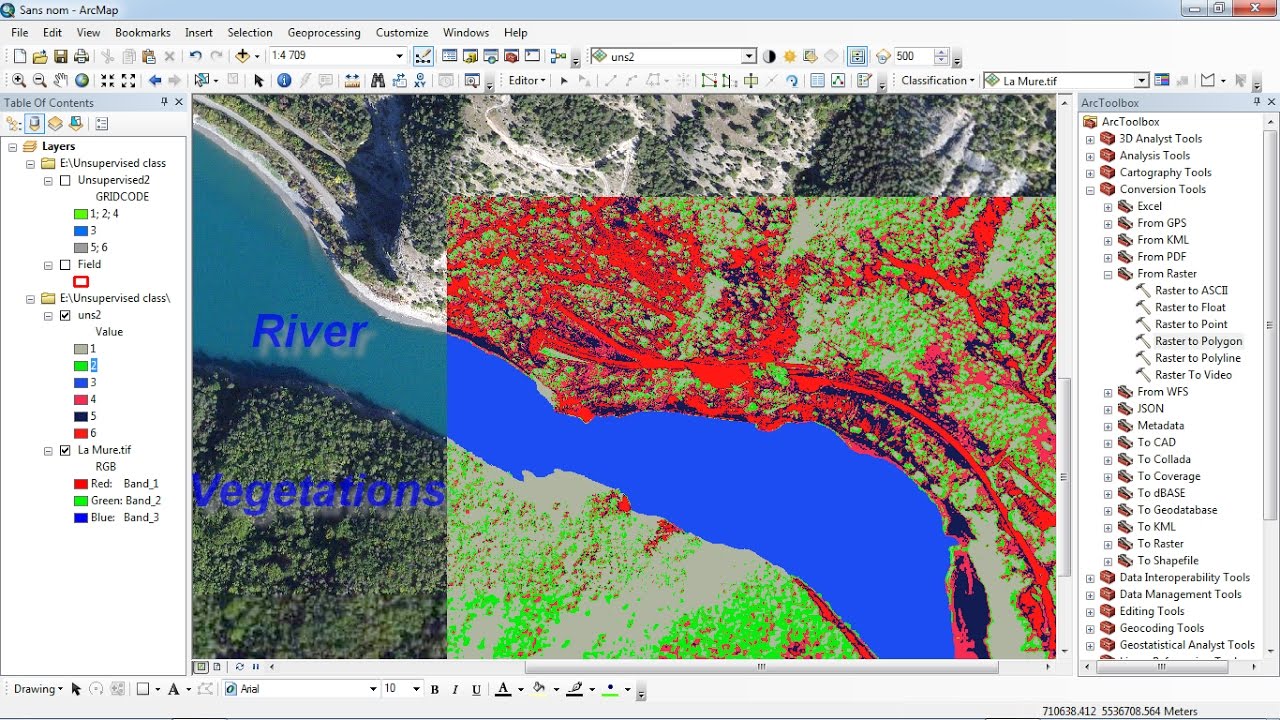 Sans nom - ArcMap
File Edit View Bookmarks Insert Selection Geoprocessing Customize Windows Help
1:4 709
uns2
500
Editor
Classification
La Mure.tif
Table Of Contents
Layers
E:\Unsupervised class
Unsupervised2
GRIDCODE
1; 2; 4
3
5; 6
Field
E:\Unsupervised class\
uns2
Value
1
2
3
4
5
6
La Mure.tif
RGB
Red: Band_1
Green: Band_2
Blue: Band_3
River
Vegetations
ArcToolbox
ArcToolbox
3D Analyst Tools
Analysis Tools
Cartography Tools
Conversion Tools
Excel
From GPS
From KML
From PDF
From Raster
Raster to ASCII
Raster to Float
Raster to Point
Raster to Polygon
Raster to Polyline
Raster To Video
From WFS
JSON
Metadata
To CAD
To Collada
To Coverage
To dBASE
To Geodatabase
To KML
To Raster
To Shapefile
Data Interoperability Tools
Data Management Tools
Editing Tools
Geocoding Tools
Geostatistical Analyst Tools
Drawing
A
Arial
10
B I U A
710638.412 5536708.564 Meters